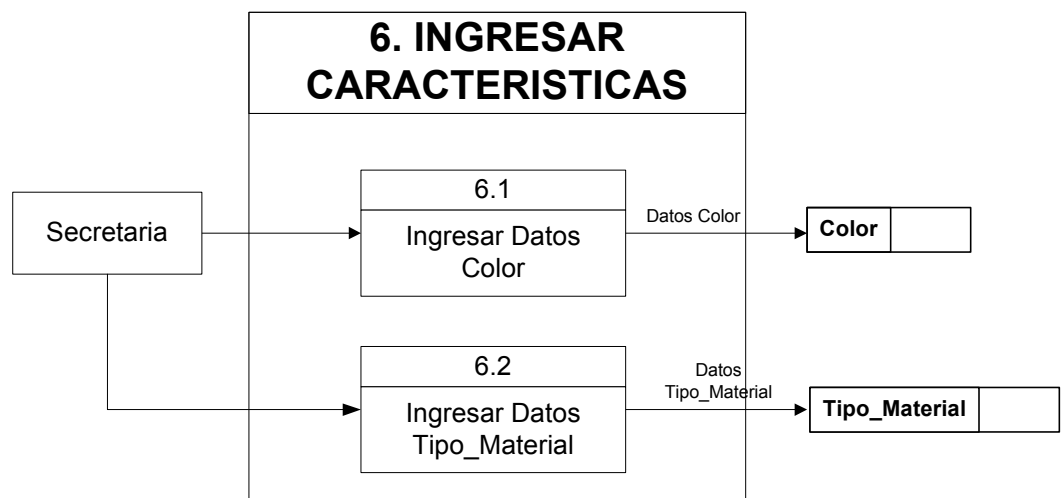 6. INGRESAR
CARACTERISTICAS
Secretaria
6.1
Ingresar Datos
Color
Datos Color
Color
6.2
Ingresar Datos
Tipo_Material
Datos
Tipo_Material
Tipo_Material